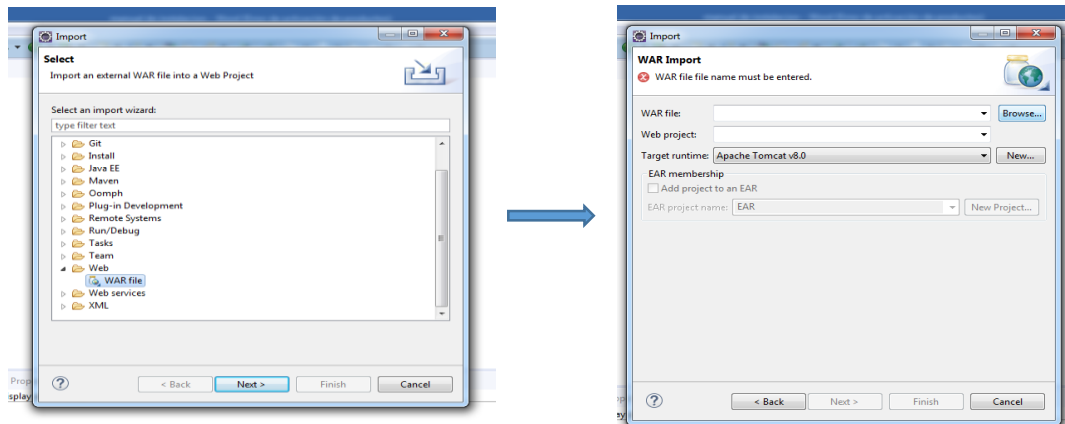 Import
Select
Import an external WAR file into a Web Project
Select an import wizard:
type filter text
Git
Install
Java EE
Maven
Oomph
Plug-in Development
Remote Systems
Run/Debug
Tasks
Team
Web
WAR file
Web services
XML
< Back Next > Finish Cancel
Prop
splay
Import
WAR Import
WAR file file name must be entered.
WAR file: Browse...
Web project:
Target runtime: Apache Tomcat v8.0 New...
EAR membership
Add project to an EAR
EAR project name: EAR New Project...
< Back Next > Finish Cancel